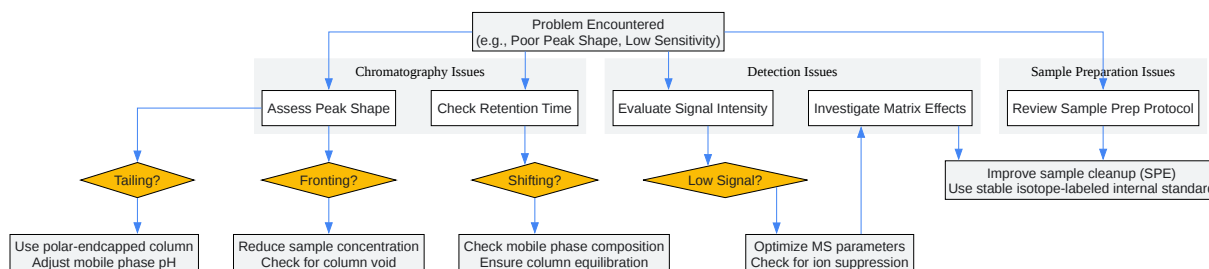 Problem Encountered
(e.g., Poor Peak Shape, Low Sensitivity)
Chromatography Issues
Detection Issues
Sample Preparation Issues
Assess Peak Shape
Check Retention Time
Evaluate Signal Intensity
Investigate Matrix Effects
Review Sample Prep Protocol
Tailing?
Fronting?
Shifting?
Low Signal?
Improve sample cleanup (SPE)
Use stable isotope-labeled internal standard
Use polar-endcapped column
Adjust mobile phase pH
Reduce sample concentration
Check for column void
Check mobile phase composition
Ensure column equilibration
Optimize MS parameters
Check for ion suppression